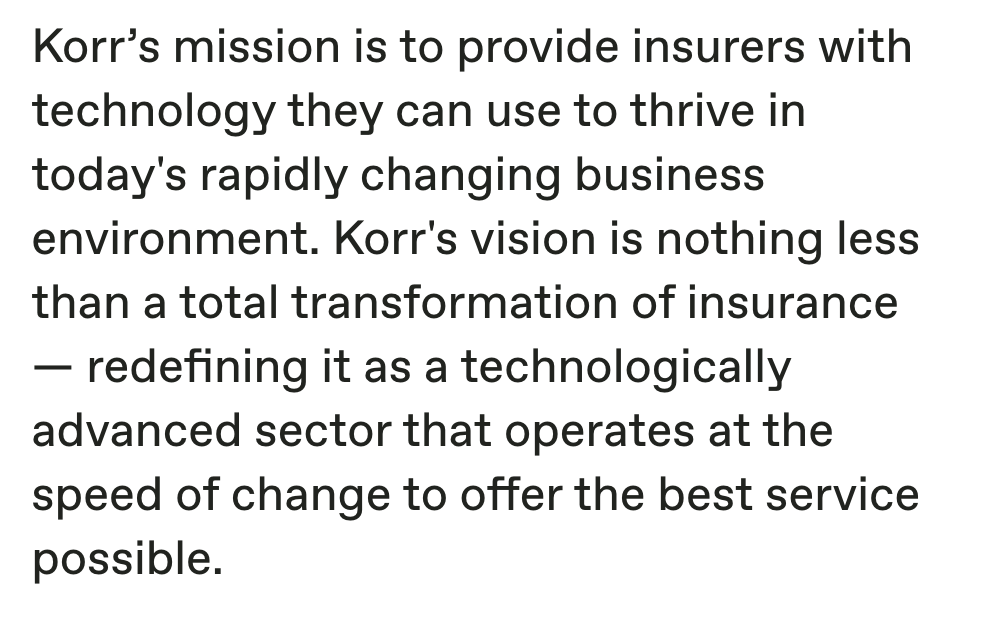 Korr’s mission is to provide insurers with
technology they can use to thrive in
today's rapidly changing business
environment. Korr's vision is nothing less
than a total transformation of insurance
— redefining it as a technologically
advanced sector that operates at the
speed of change to offer the best service
possible.